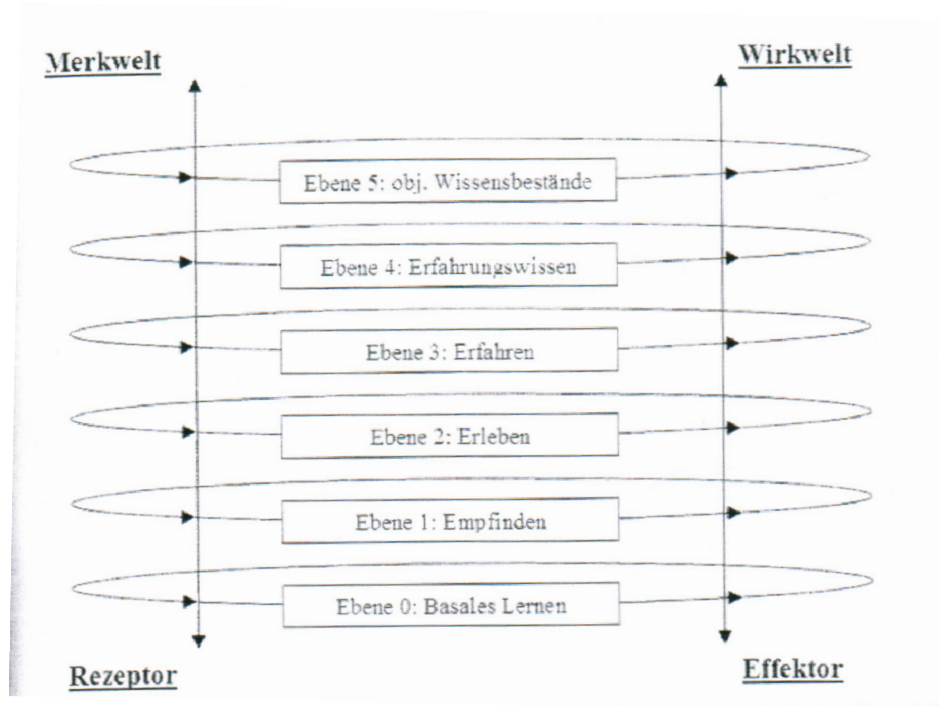 Merkwelt
Wirkwelt
Ebene 5: obj. Wissensbestände
Ebene 4: Erfahrungswissen
Ebene 3: Erfahren
Ebene 2: Erleben
Ebene 1: Empfinden
Ebene 0: Basales Lernen
Rezeptor
Effektor